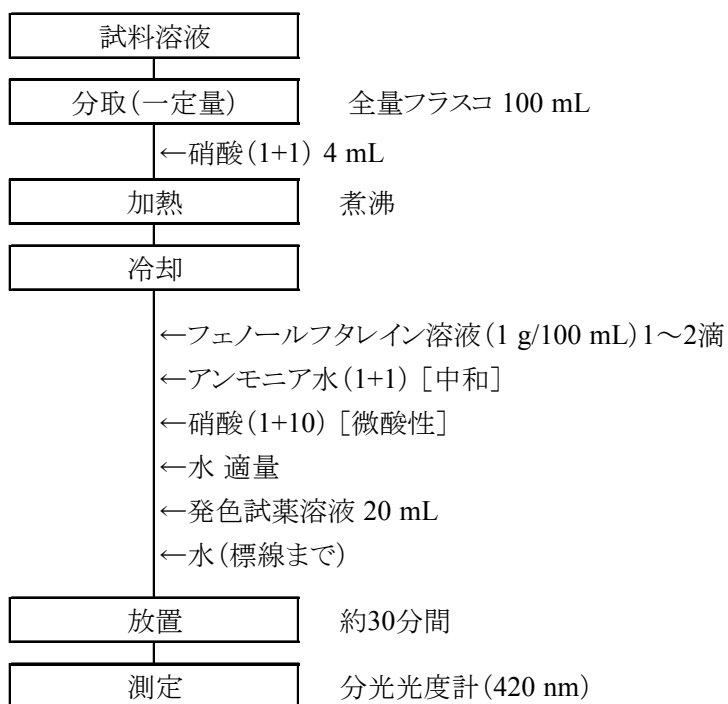 試料溶液
分取(一定量) 全量フラスコ 100 mL
←硝酸(1+1) 4 mL
加熱 煮沸
冷却
←フェノールフタレイン溶液(1 g/100 mL)1～2滴
←アンモニア水(1+1)[中和]
←硝酸(1+10)[微酸性]
←水 適量
←発色試薬溶液 20 mL
←水(標線まで)
放置 約30分間
測定 分光光度計(420 nm)